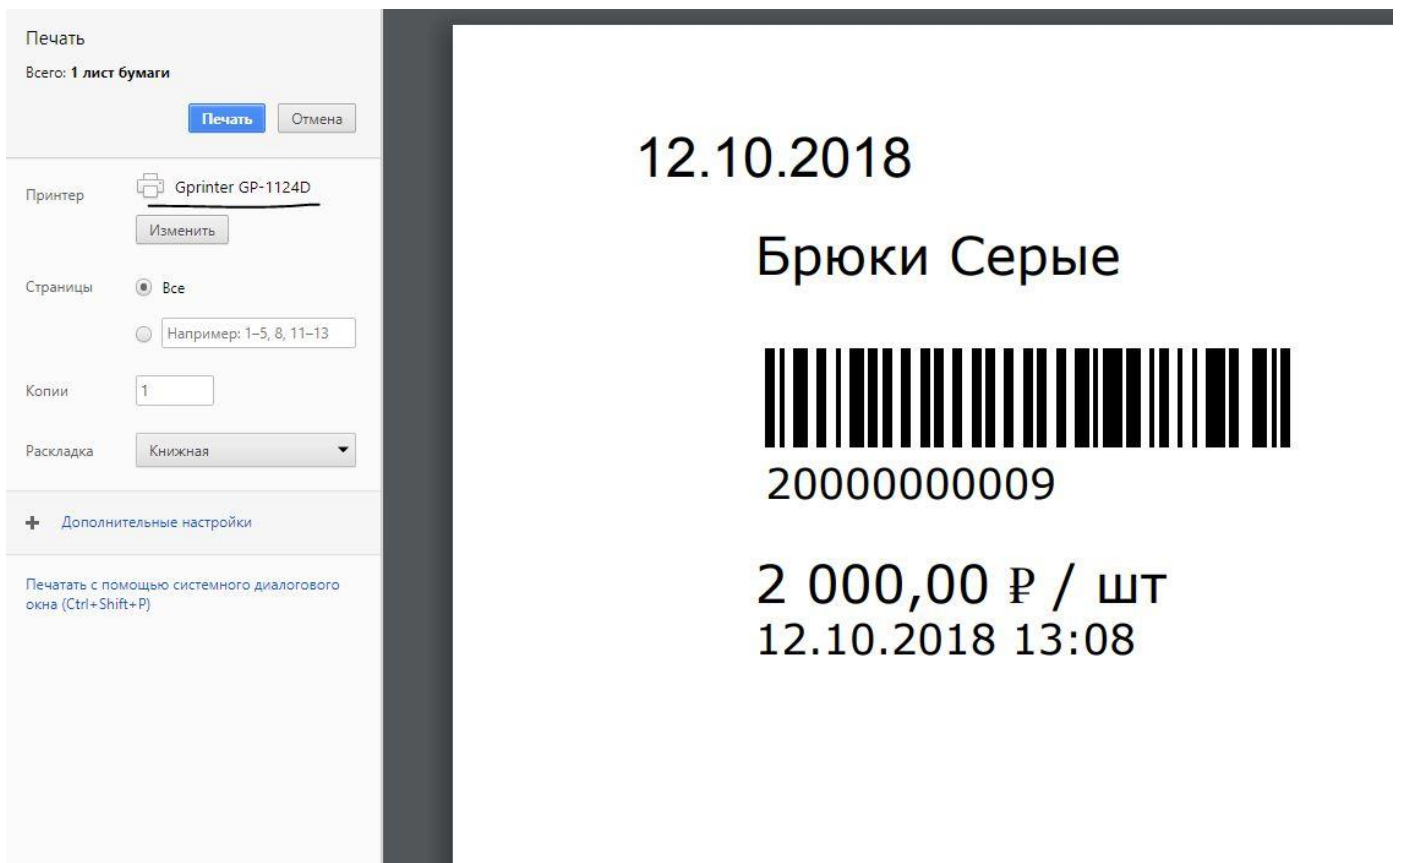 Печать
Всего: 1 лист бумаги
Печать Отмена
Принтер Gprinter GP-1124D
Изменить
Страницы Все
Например: 1–5, 8, 11–13
Копии 1
Раскладка Книжная
Дополнительные настройки
Печатать с помощью системного диалогового
окна (Ctrl+Shift+P)
12.10.2018
Брюки Серые
20000000009
2 000,00 ₽ / шт
12.10.2018 13:08